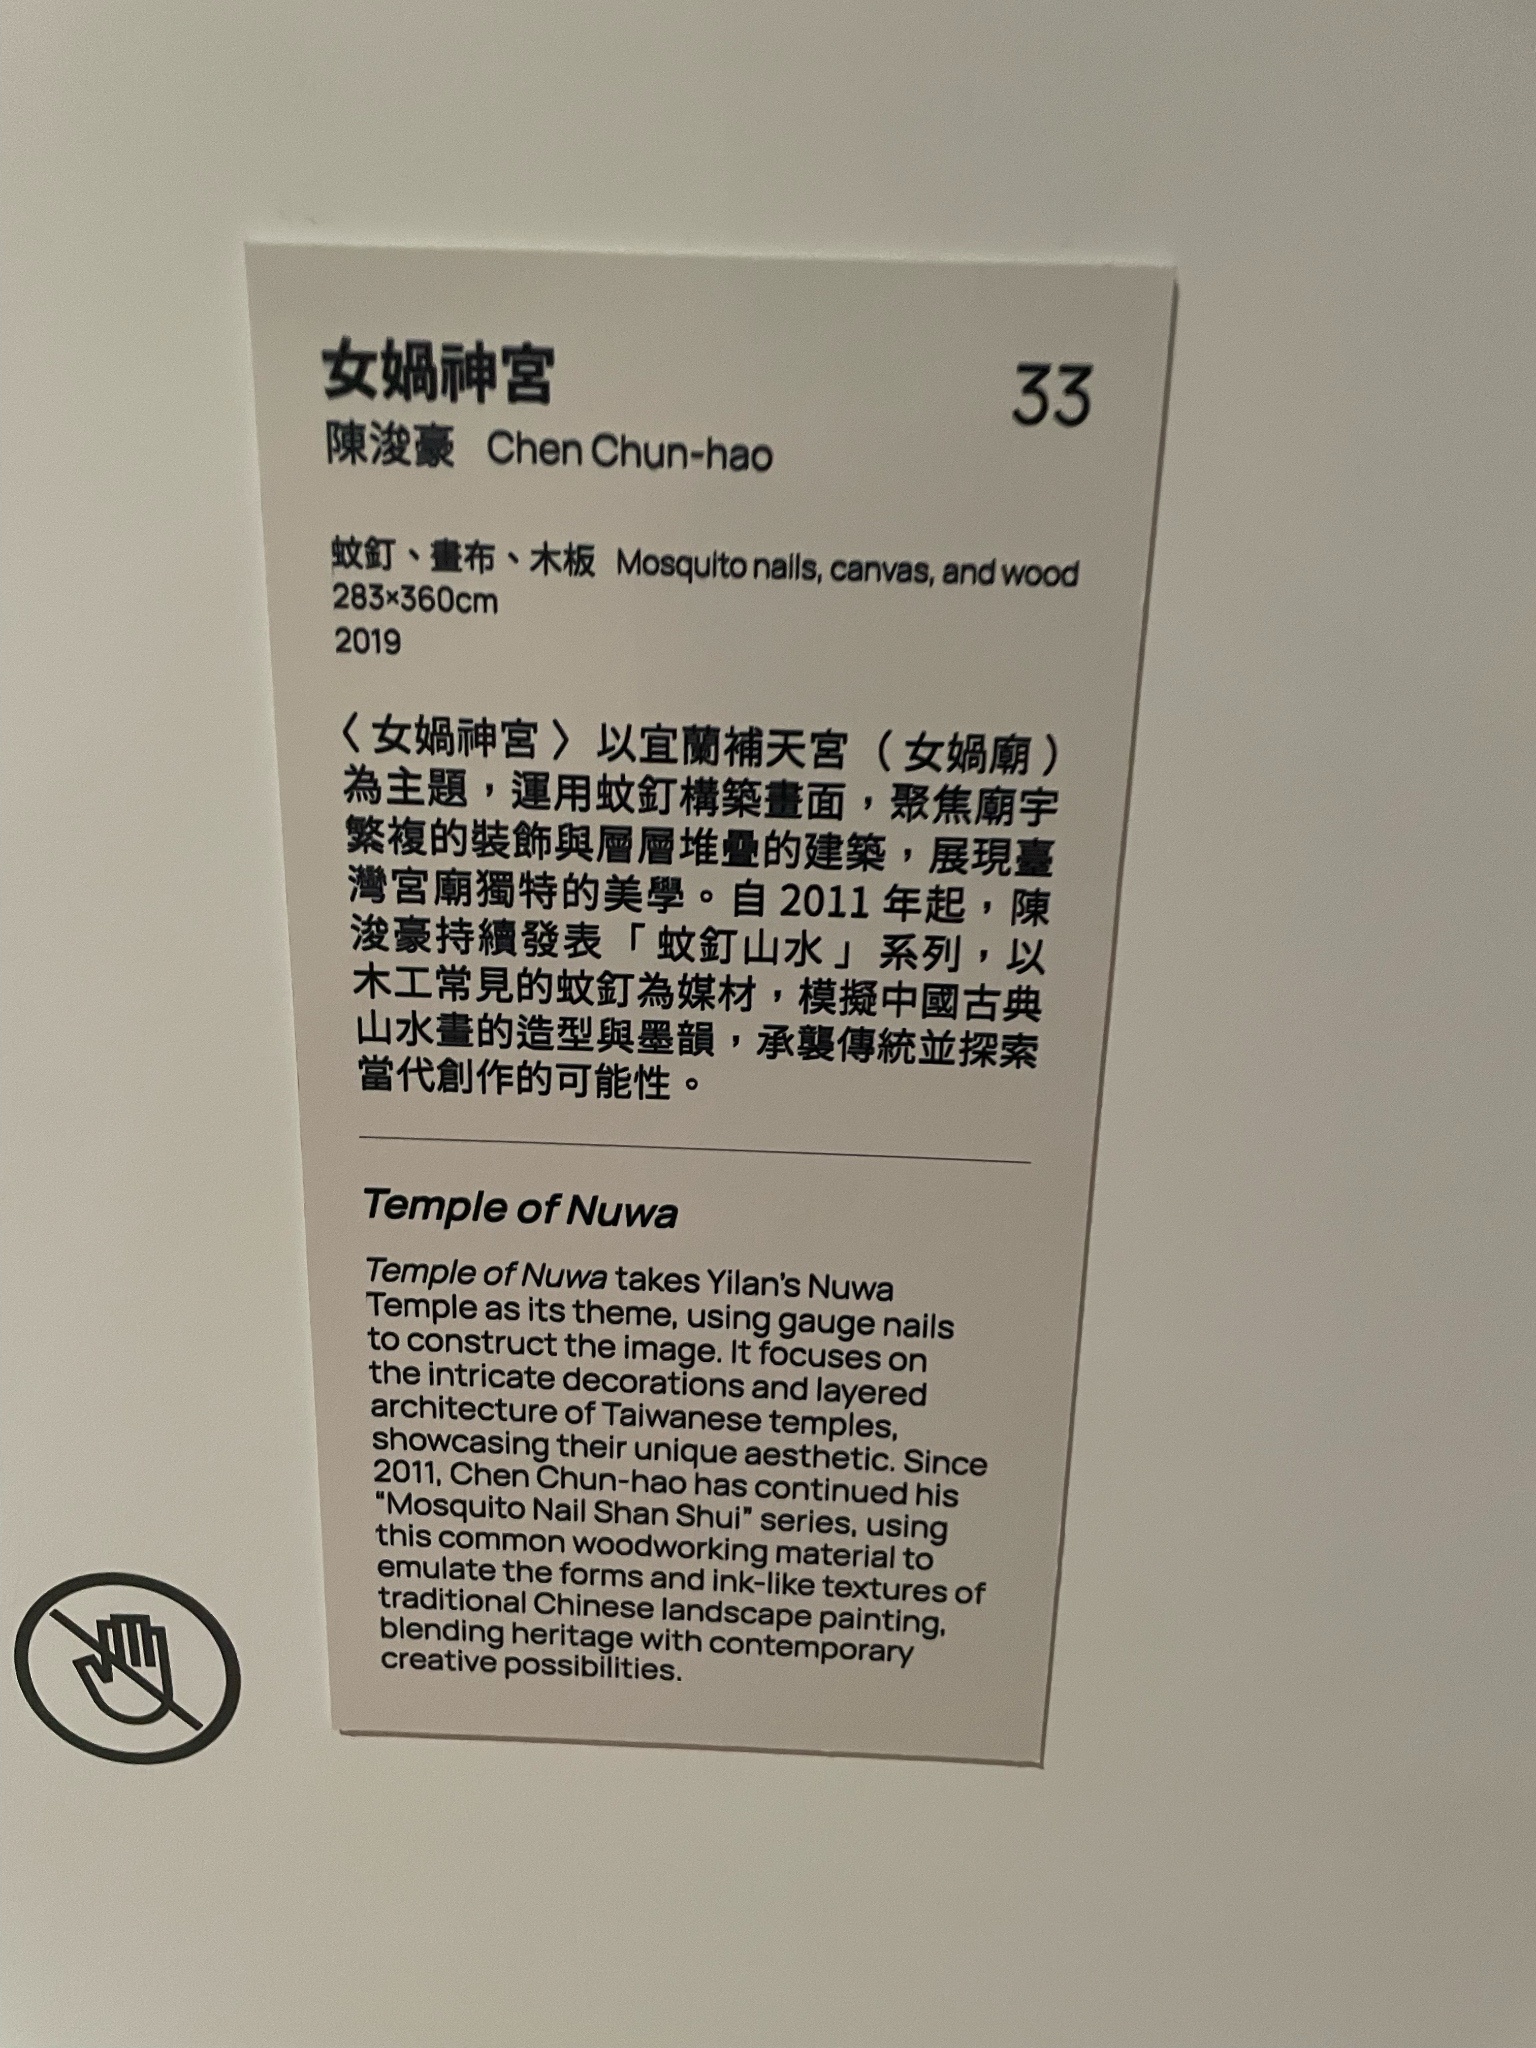 女媧神宮
33
陳浚豪 Chen Chun-hao
蚊釘、畫布、木板 Mosquito nails, canvas, and wood
283×360cm
2019
〈女媧神宮〉以宜蘭補天宮（女媧廟）
為主題，運用蚊釘構築畫面，聚焦廟宇
繁複的裝飾與層層堆疊的建築，展現臺
灣宮廟獨特的美學。自 2011 年起，陳
浚豪持續發表「蚊釘山水」系列，以
木工常見的蚊釘為媒材，模擬中國古典
山水畫的造型與墨韻，承襲傳統並探索
當代創作的可能性。
Temple of Nuwa
Temple of Nuwa takes Yilan's Nuwa
Temple as its theme, using gauge nails
to construct the image. It focuses on
the intricate decorations and layered
architecture of Taiwanese temples,
showcasing their unique aesthetic. Since
2011, Chen Chun-hao has continued his
"Mosquito Nail Shan Shui" series, using
this common woodworking material to
emulate the forms and ink-like textures of
traditional Chinese landscape painting,
blending heritage with contemporary
creative possibilities.